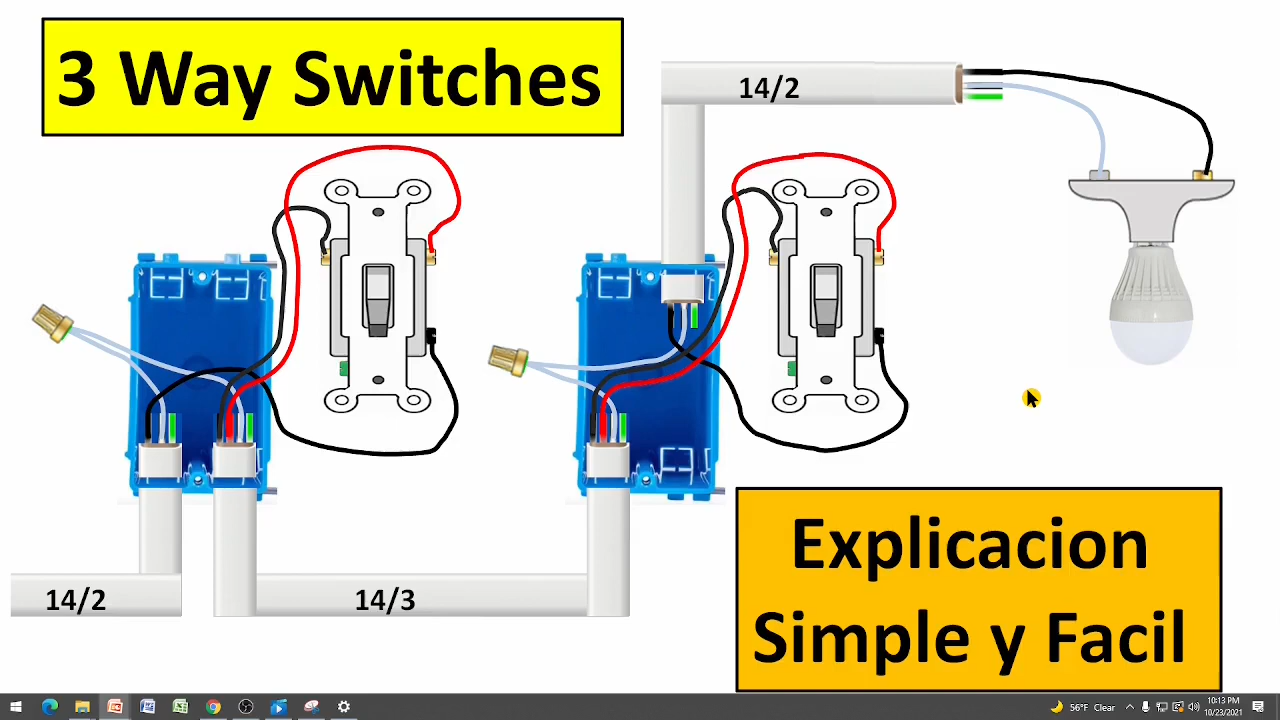 3 Way Switches
14/2
14/2
14/3
Explicacion
Simple y Facil
56°F Clear
10:13 PM
10/23/2021